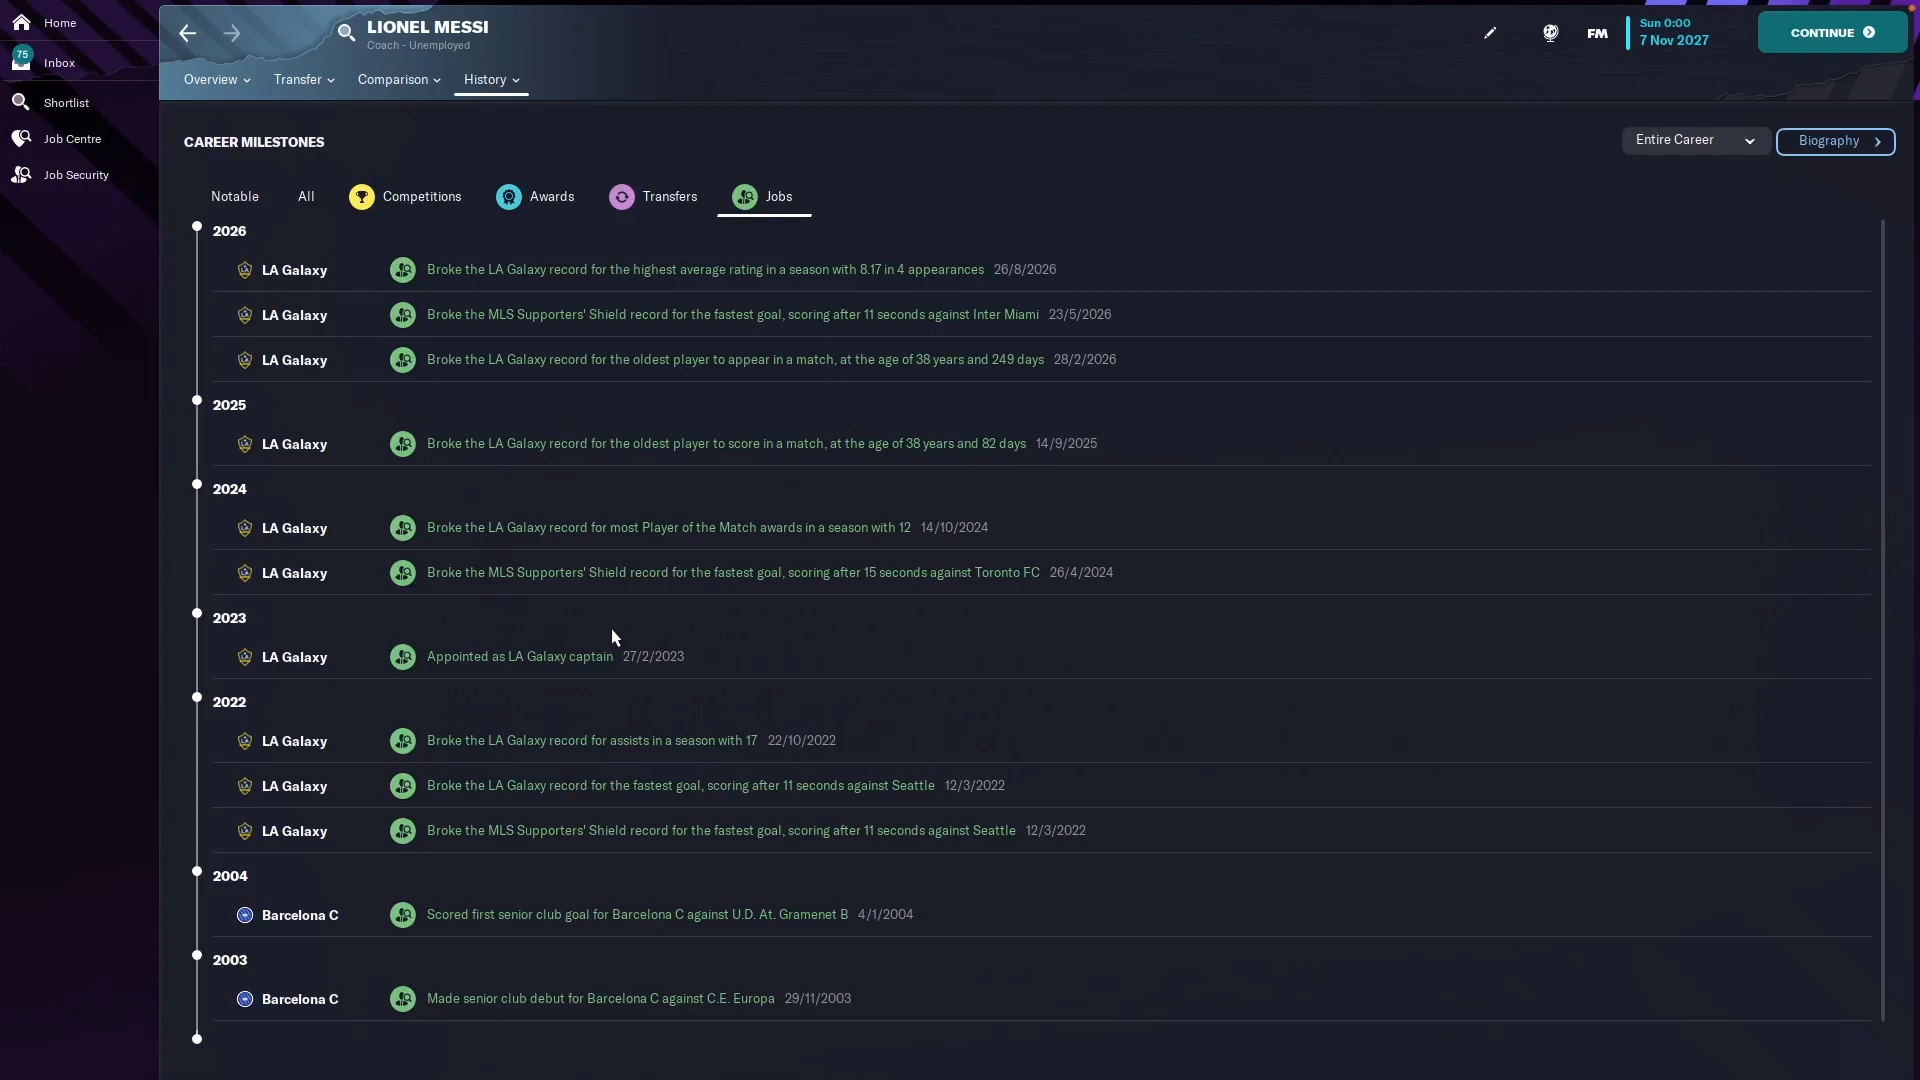 Home
LIONEL MESSI
Coach - Unemployed
FM
Sun 0:00
7 Nov 2027
CONTINUE
75
Inbox
Overview
Transfer
Comparison
History
Shortlist
Job Centre
Job Security
CAREER MILESTONES
Entire Career
Biography
Notable
All
Competitions
Awards
Transfers
Jobs
2026
LA Galaxy Broke the LA Galaxy record for the highest average rating in a season with 8.17 in 4 appearances 26/8/2026
LA Galaxy Broke the MLS Supporters' Shield record for the fastest goal, scoring after 11 seconds against Inter Miami 23/5/2026
LA Galaxy Broke the LA Galaxy record for the oldest player to appear in a match, at the age of 38 years and 249 days 28/2/2026
2025
LA Galaxy Broke the LA Galaxy record for the oldest player to score in a match, at the age of 38 years and 82 days 14/9/2025
2024
LA Galaxy Broke the LA Galaxy record for most Player of the Match awards in a season with 12 14/10/2024
LA Galaxy Broke the MLS Supporters' Shield record for the fastest goal, scoring after 15 seconds against Toronto FC 26/4/2024
2023
LA Galaxy Appointed as LA Galaxy captain 27/2/2023
2022
LA Galaxy Broke the LA Galaxy record for assists in a season with 17 22/10/2022
LA Galaxy Broke the LA Galaxy record for the fastest goal, scoring after 11 seconds against Seattle 12/3/2022
LA Galaxy Broke the MLS Supporters' Shield record for the fastest goal, scoring after 11 seconds against Seattle 12/3/2022
2004
Barcelona C Scored first senior club goal for Barcelona C against U.D. At. Gramenet B 4/1/2004
2003
Barcelona C Made senior club debut for Barcelona C against C.E. Europa 29/11/2003